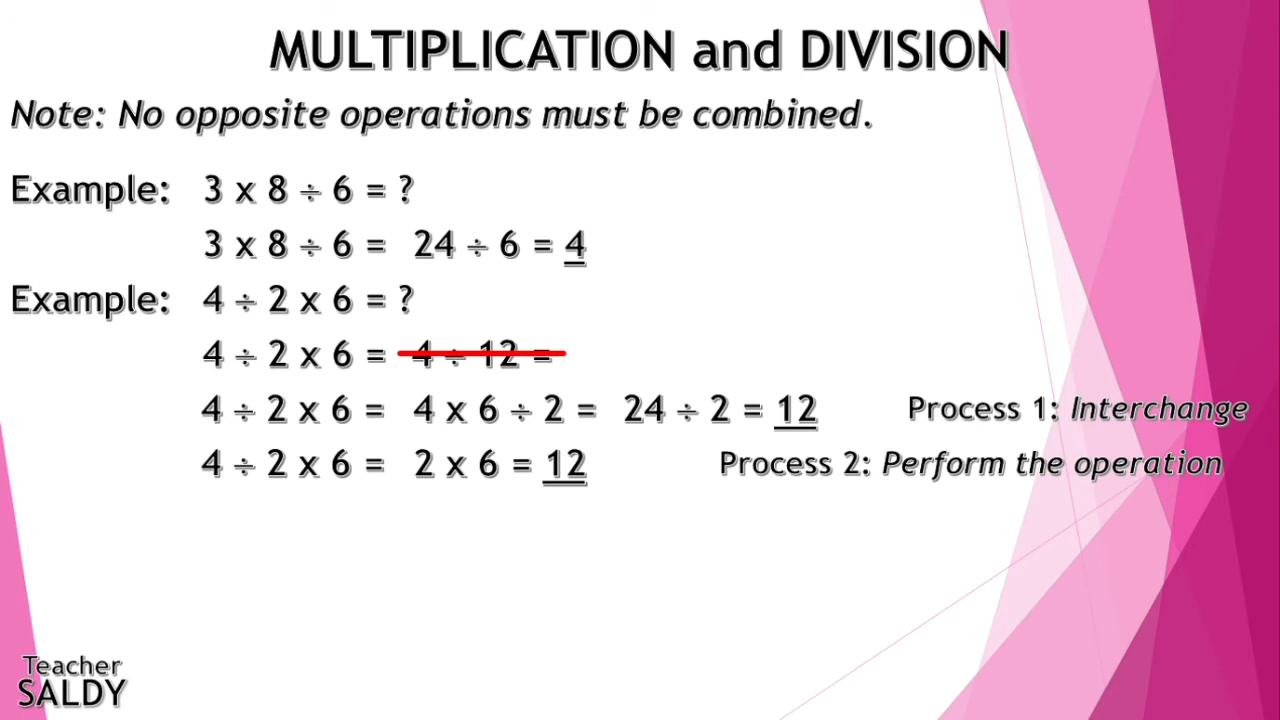 MULTIPLICATION and DIVISION
Note: No opposite operations must be combined.
Example: 3 x 8 ÷ 6 = ?
3 x 8 ÷ 6 = 24 ÷ 6 = 4
Example: 4 ÷ 2 x 6 = ?
4 ÷ 2 x 6 = 4 ÷ 12 =
4 ÷ 2 x 6 = 4 x 6 ÷ 2 = 24 ÷ 2 = 12 Process 1: Interchange
4 ÷ 2 x 6 = 2 x 6 = 12 Process 2: Perform the operation
Teacher
SALDY